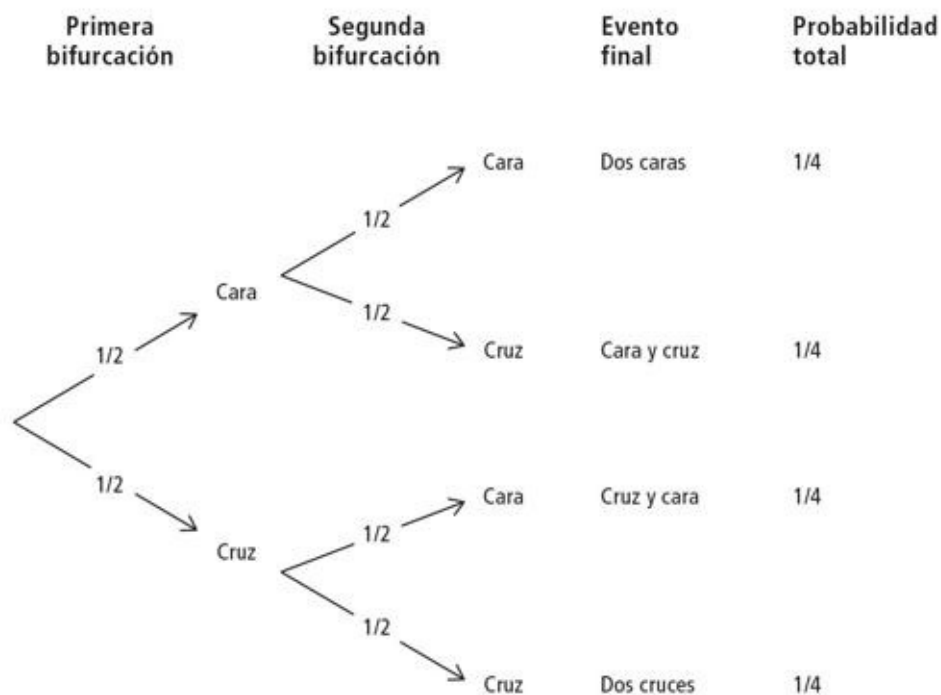 Primera Segunda Evento Probabilidad
bifurcación bifurcación final total
Cara Dos caras 1/4
1/2
Cara
1/2
1/2
Cruz Cara y cruz 1/4
1/2
Cara Cruz y cara 1/4
1/2
Cruz
1/2
Cruz Dos cruces 1/4